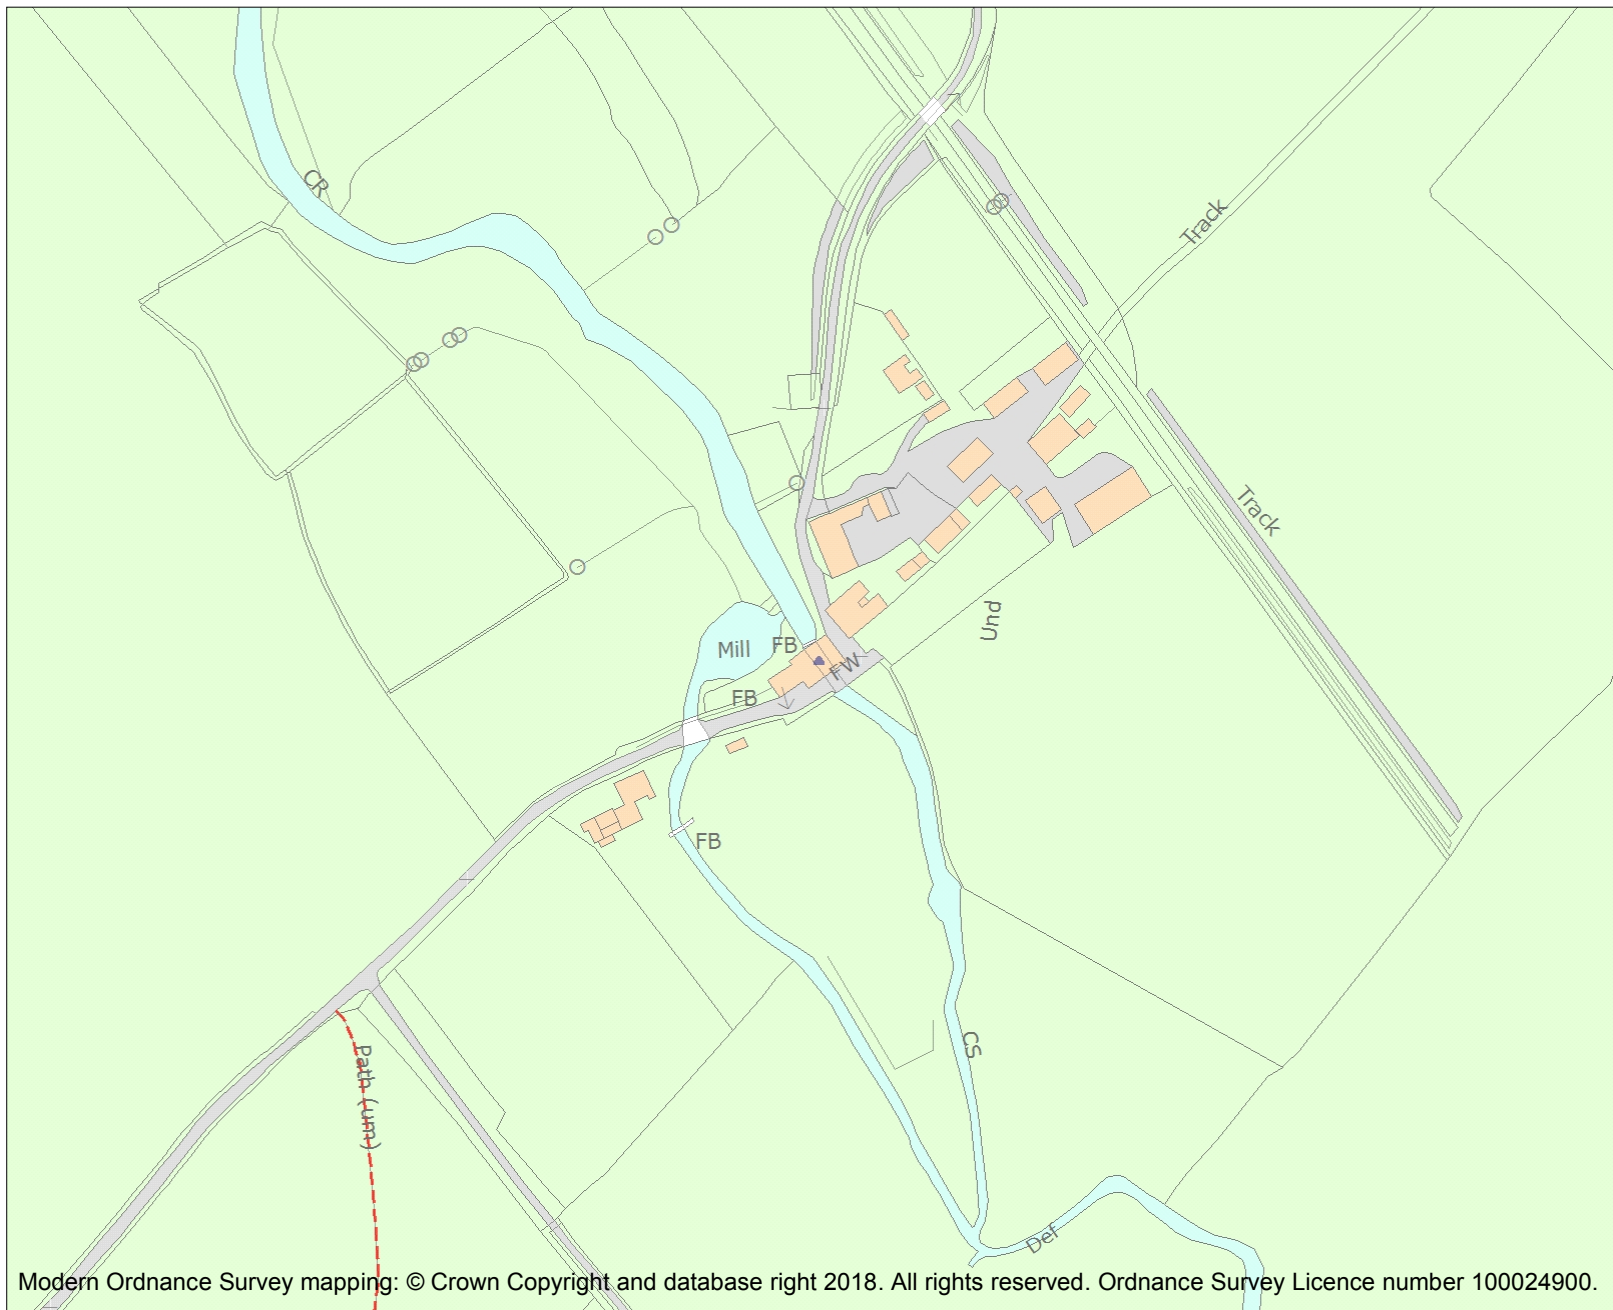 CR
Track
Track
Und
Mill
FB
FW
FB
FB
CS
Path (um)
Def
Modern Ordnance Survey mapping: © Crown Copyright and database right 2018. All rights reserved. Ordnance Survey Licence number 100024900.